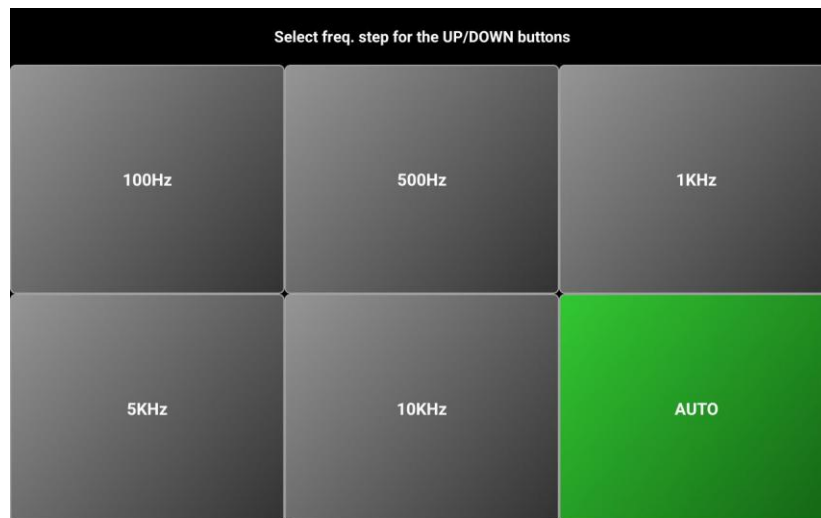 Select freq. step for the UP/DOWN buttons
100Hz
500Hz
1KHz
5KHz
10KHz
AUTO